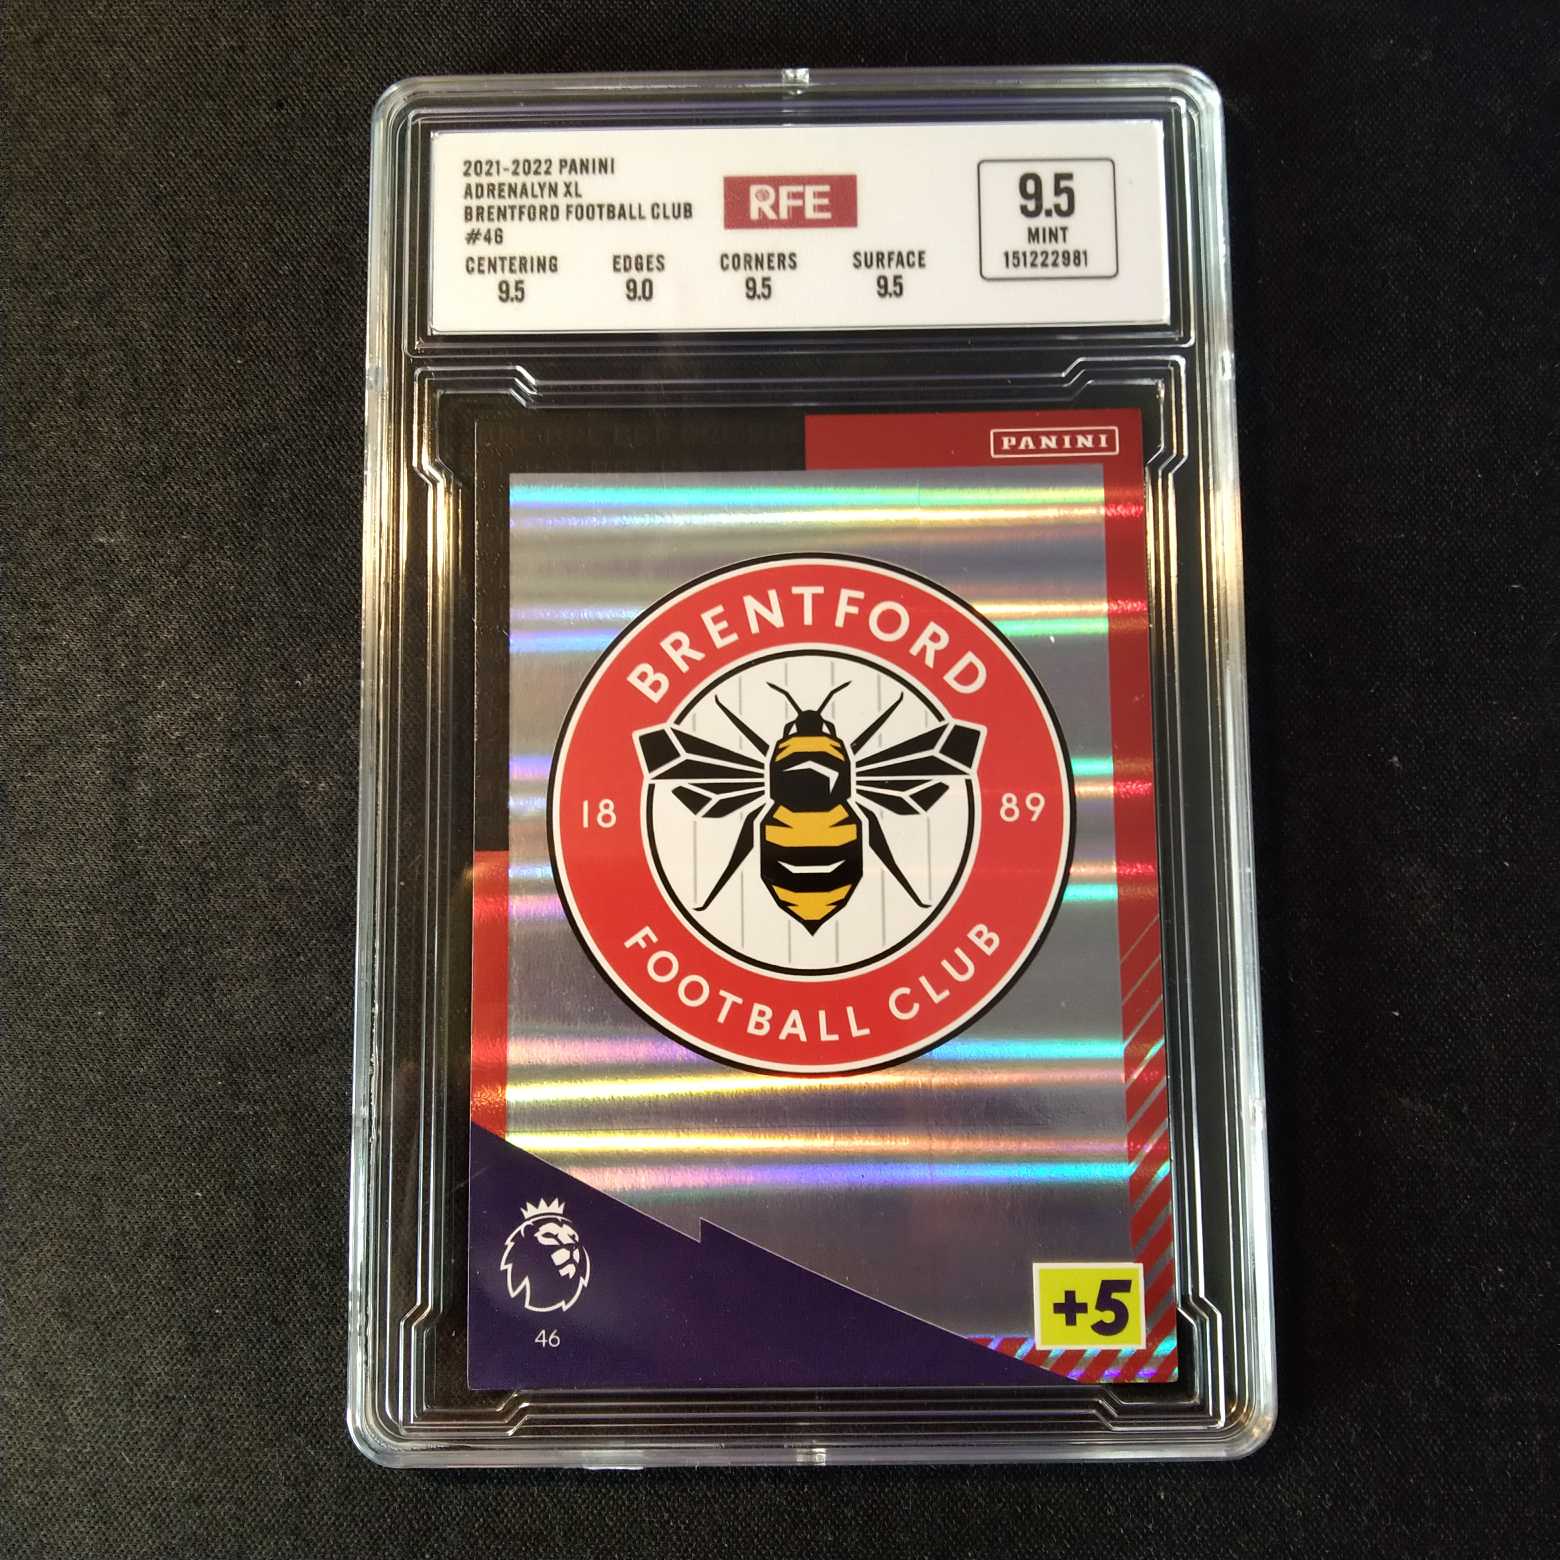 2021-2022 PANINI
ADRENALYN XL
BRENTFORD FOOTBALL CLUB
#46
RFE
CENTERING EDGES CORNERS SURFACE
9.5 9.0 9.5 9.5
9.5
MINT
151222981
PANINI
BRENTFORD
18 89
FOOTBALL CLUB
46
+5